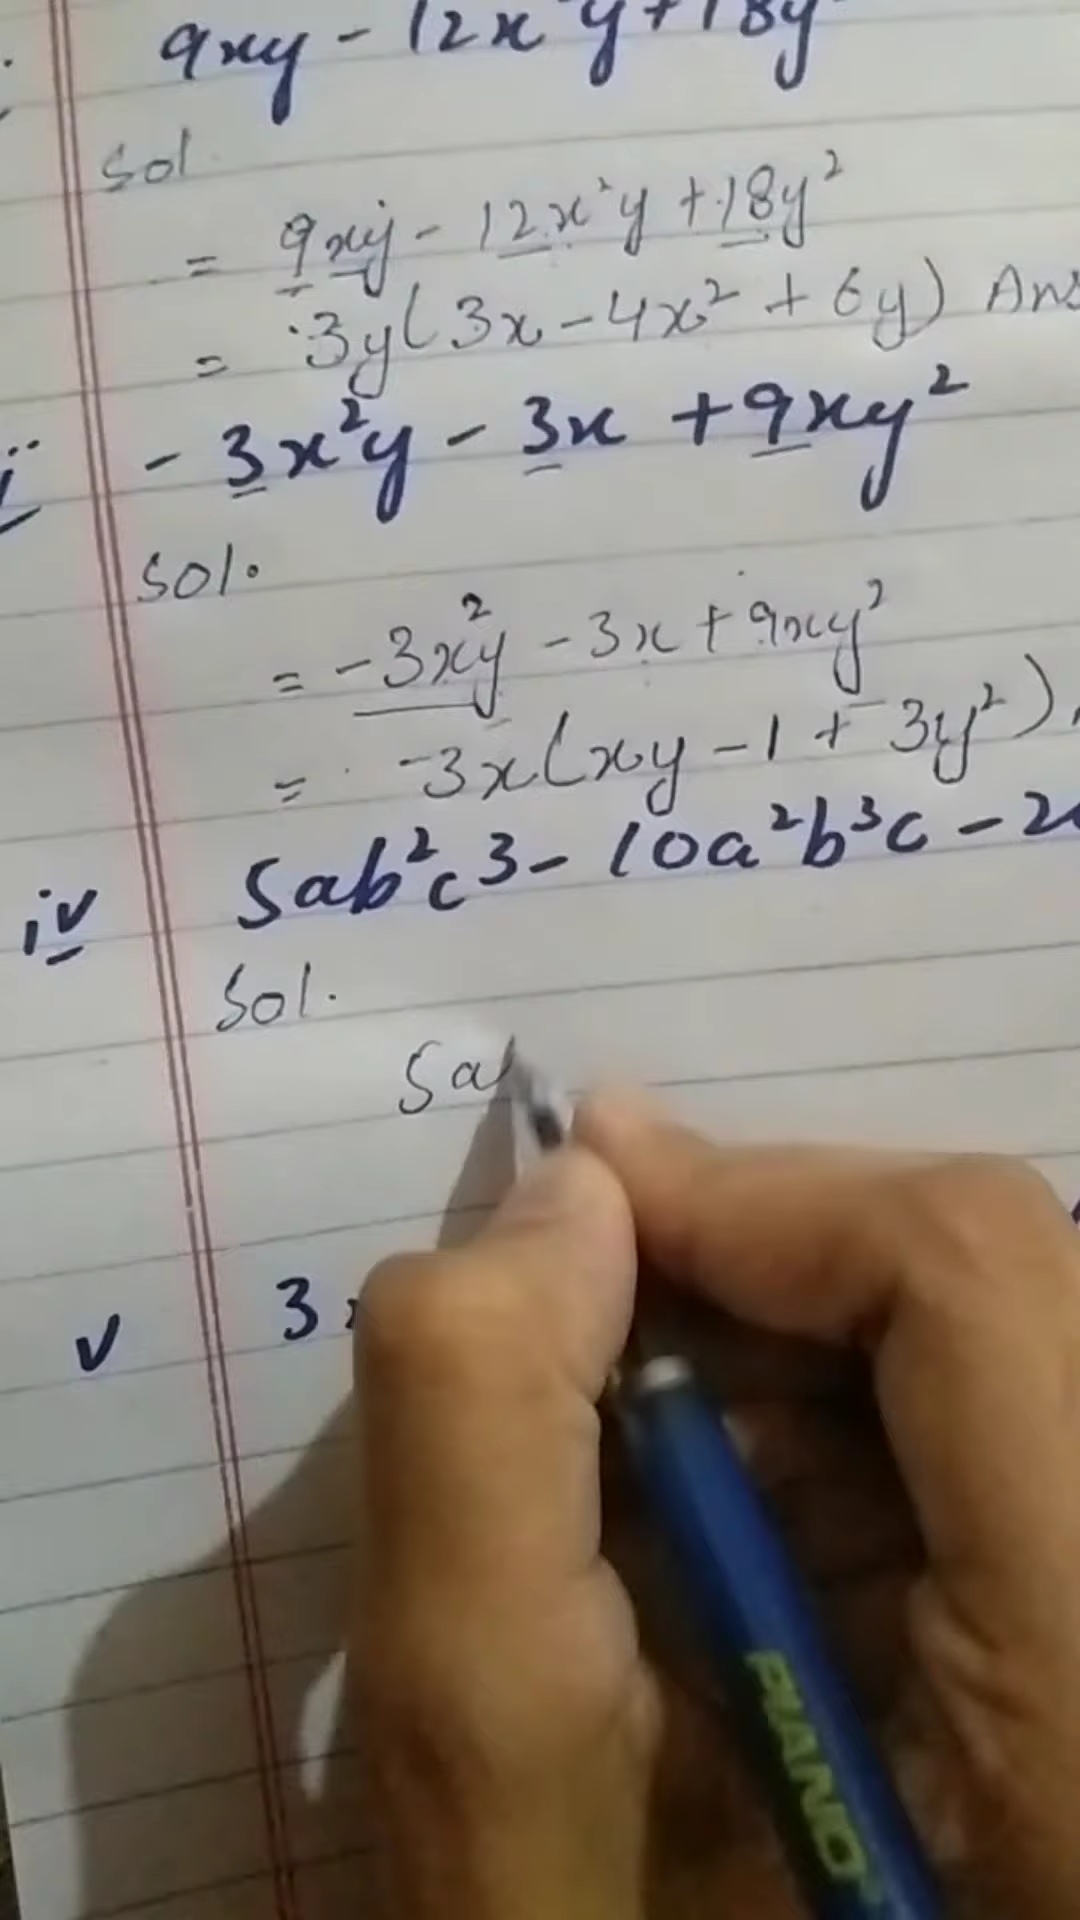 9xy - 12x²y + 18y
Sol
= 9xy - 12x²y + 18y²
= 3y(3x - 4x² + 6y) Ans
- 3x²y - 3x + 9xy²
Sol.
= -3x²y - 3x + 9xy²
= -3x(xy - 1 + 3y²)
iv 5ab²c3 - 10a²b³c - 2
Sol.
5a
v 3
PIANO